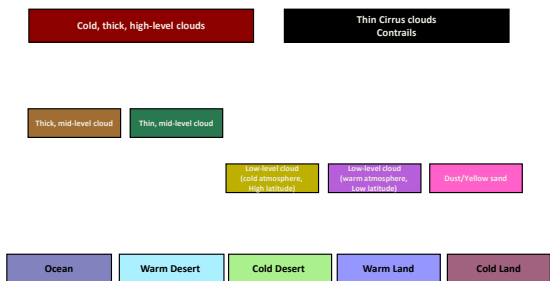 Cold, thick, high-level clouds
Thin Cirrus clouds
Contrails
Thick, mid-level cloud
Thin, mid-level cloud
Low-level cloud
(cold atmosphere,
High latitude)
Low-level cloud
(warm atmosphere,
Low latitude)
Dust/Yellow sand
Ocean
Warm Desert
Cold Desert
Warm Land
Cold Land